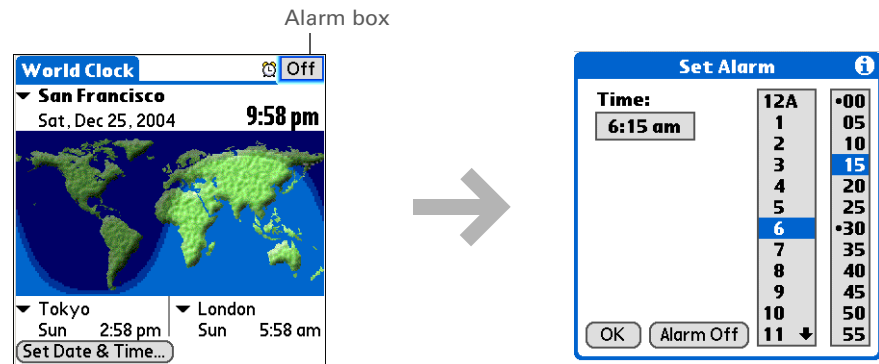 Alarm box
World Clock Off
San Francisco
Sat, Dec 25, 2004 9:58 pm
Tokyo London
Sun 2:58 pm Sun 5:58 am
Set Date & Time...
Set Alarm
Time:
6:15 am
12A •00
1 05
2 10
3 15
4 20
5 25
6 •30
7 35
8 40
9 45
10 50
11 55
OK Alarm Off